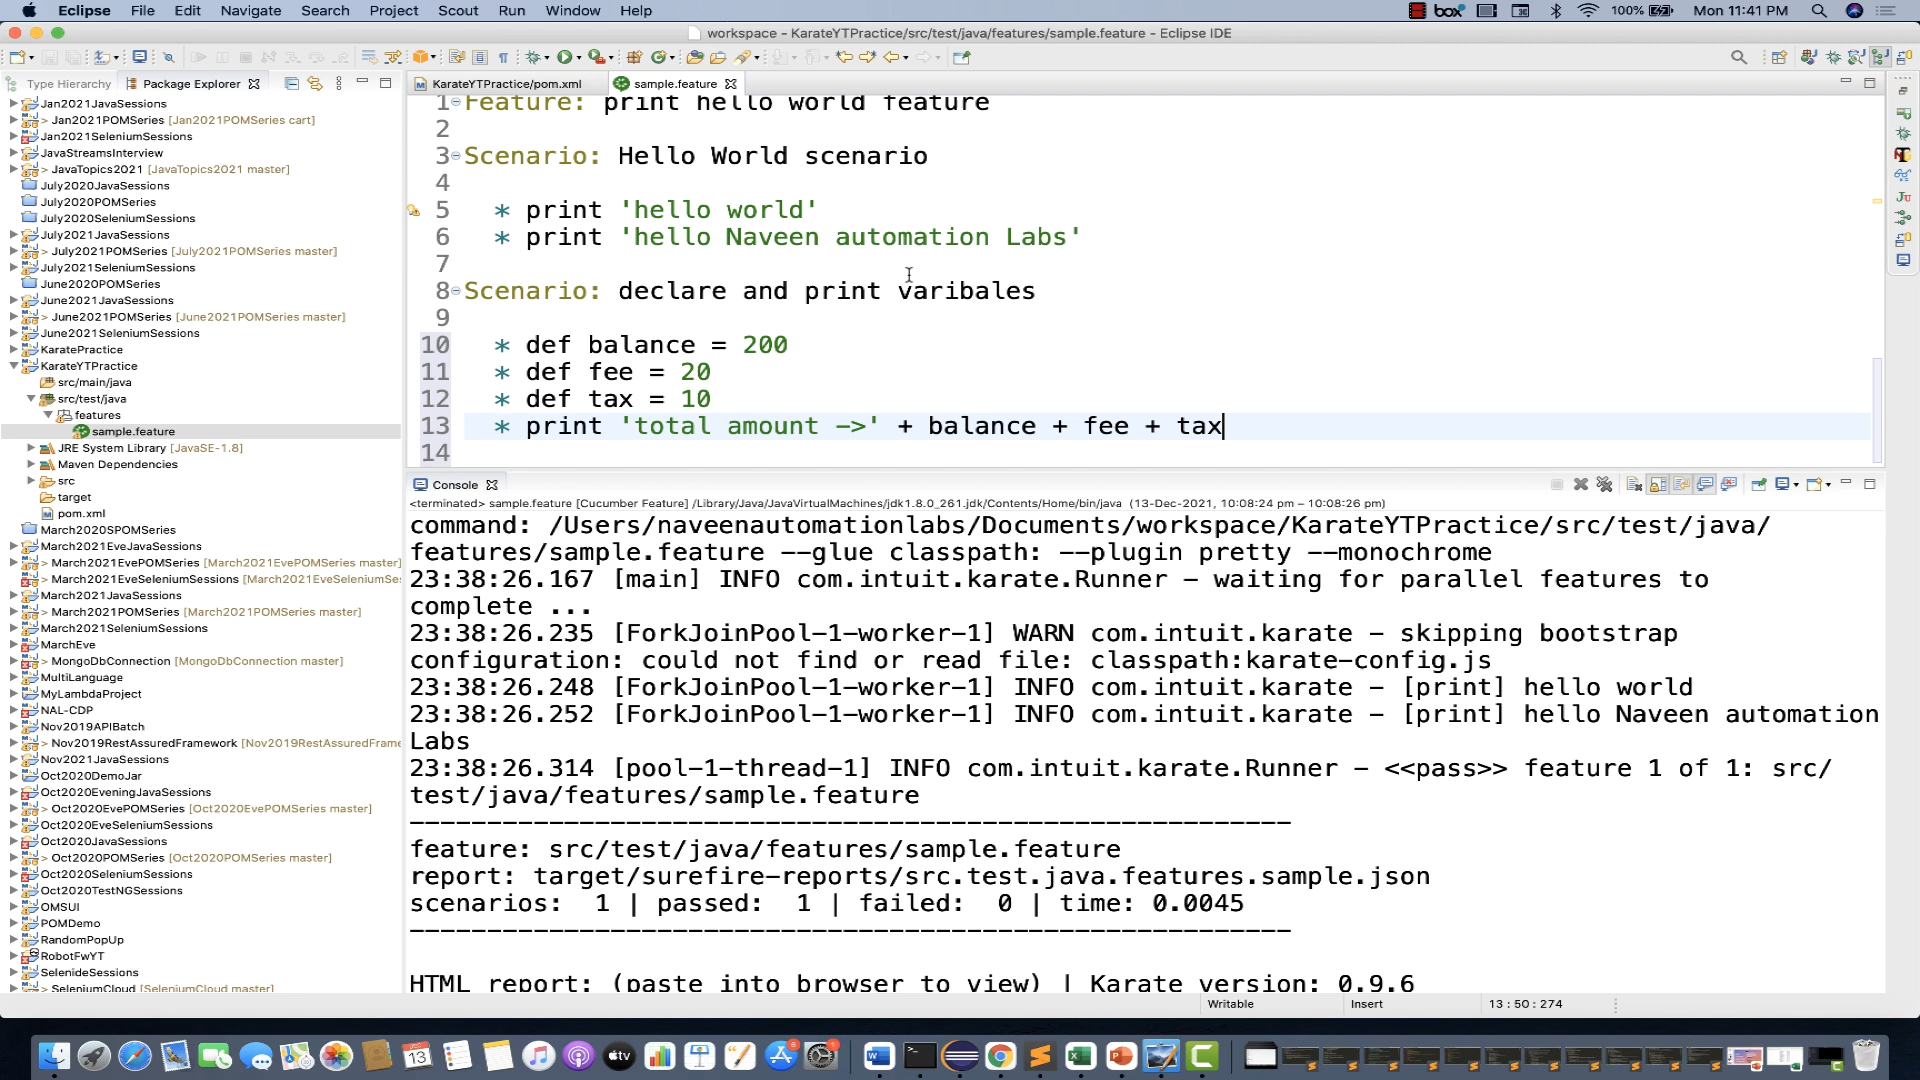 Eclipse File Edit Navigate Search Project Scout Run Window Help box 100% Mon 11:41 PM
workspace - KarateYTPractice/src/test/java/features/sample.feature - Eclipse IDE
Type Hierarchy Package Explorer KarateYTPractice/pom.xml sample.feature
Jan2021JavaSessions
> Jan2021POMSeries [Jan2021POMSeries cart]
Jan2021SeleniumSessions
JavaStreamsInterview
> JavaTopics2021 [JavaTopics2021 master]
July2020JavaSessions
July2020POMSeries
July2020SeleniumSessions
July2021JavaSessions
> July2021POMSeries [July2021POMSeries master]
July2021SeleniumSessions
June2020POMSeries
June2021JavaSessions
> June2021POMSeries [June2021POMSeries master]
June2021SeleniumSessions
KaratePractice
KarateYTPractice
src/main/java
src/test/java
features
sample.feature
JRE System Library [JavaSE-1.8]
Maven Dependencies
src
target
pom.xml
March2020SPOMSessions
March2021EveJavaSessions
> March2021EvePOMSeries [March2021EvePOMSeries master]
> March2021EveSeleniumSessions [March2021EveSeleniumSe
March2021JavaSessions
> March2021POMSeries [March2021POMSeries master]
March2021SeleniumSessions
MarchEve
> MongoDbConnection [MongoDbConnection master]
MultiLanguage
MyLambdaProject
NAL-CDP
Nov2019APIBatch
> Nov2019RestAssuredFramework [Nov2019RestAssuredFrame
Nov2021JavaSessions
Oct2020DemoJar
Oct2020EveningJavaSessions
> Oct2020EvePOMSeries [Oct2020EvePOMSeries master]
Oct2020EveSeleniumSessions
Oct2020JavaSessions
> Oct2020POMSeries [Oct2020POMSeries master]
Oct2020SeleniumSessions
Oct2020TestNGSessions
OMSUI
POMDemo
RandomPopUp
RobotFwYT
SelenideSessions
> SeleniumCloud [SeleniumCloud master]
1 Feature: print hello world feature
2
3 Scenario: Hello World scenario
4
5 * print 'hello world'
6 * print 'hello Naveen automation Labs'
7
8 Scenario: declare and print varibales
9
10 * def balance = 200
11 * def fee = 20
12 * def tax = 10
13 * print 'total amount ->' + balance + fee + tax
14
Console
<terminated> sample.feature [Cucumber Feature] /Library/Java/JavaVirtualMachines/jdk1.8.0_261.jdk/Contents/Home/bin/java (13-Dec-2021, 10:08:24 pm – 10:08:26 pm)
command: /Users/naveenautomationlabs/Documents/workspace/KarateYTPractice/src/test/java/
features/sample.feature --glue classpath: --plugin pretty --monochrome
23:38:26.167 [main] INFO com.intuit.karate.Runner - waiting for parallel features to
complete ...
23:38:26.235 [ForkJoinPool-1-worker-1] WARN com.intuit.karate - skipping bootstrap
configuration: could not find or read file: classpath:karate-config.js
23:38:26.248 [ForkJoinPool-1-worker-1] INFO com.intuit.karate - [print] hello world
23:38:26.252 [ForkJoinPool-1-worker-1] INFO com.intuit.karate - [print] hello Naveen automation
Labs
23:38:26.314 [pool-1-thread-1] INFO com.intuit.karate.Runner - <<pass>> feature 1 of 1: src/
test/java/features/sample.feature
---------------------------------------------------------
feature: src/test/java/features/sample.feature
report: target/surefire-reports/src.test.java.features.sample.json
scenarios: 1 | passed: 1 | failed: 0 | time: 0.0045
---------------------------------------------------------
HTML report: (paste into browser to view) | Karate version: 0.9.6
Writable Insert 13 : 50 : 274